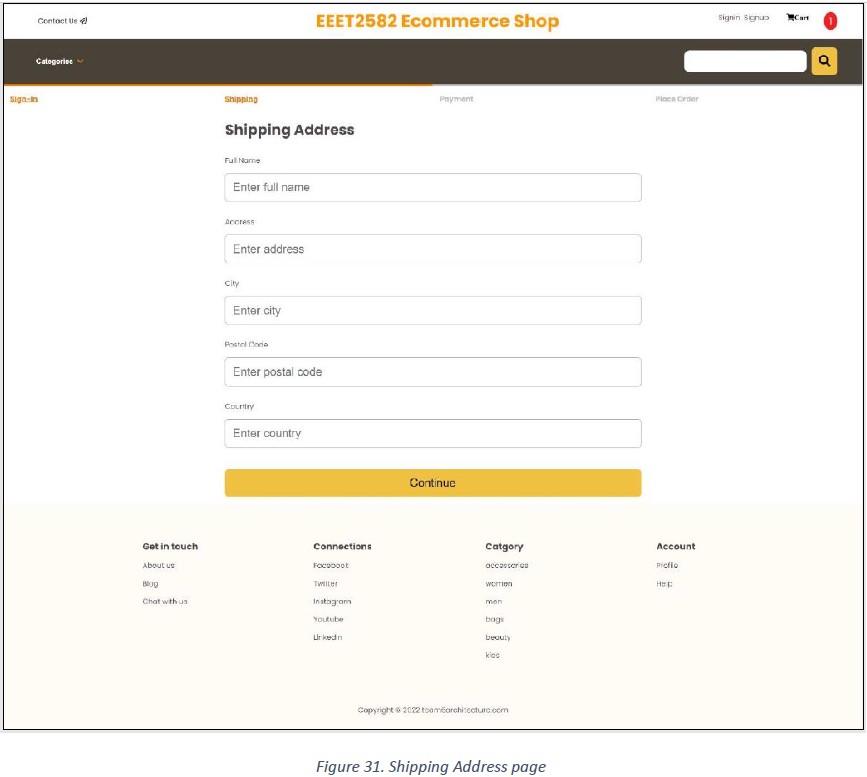 Contact Us
EEET2582 Ecommerce Shop
Signin Signup
Cart
1
Categories
Sign-In
Shipping
Payment
Place Order
Shipping Address
Full Name
Enter full name
Address
Enter address
City
Enter city
Postal Code
Enter postal code
Country
Enter country
Continue
Get in touch
About us
Blog
Chat with us
Connections
Facebook
Twitter
Instagram
Youtube
Linkedin
Catgory
accessories
women
men
bags
beauty
kids
Account
Profile
Help
Copyright © 2022 team6architecture.com
Figure 31. Shipping Address page